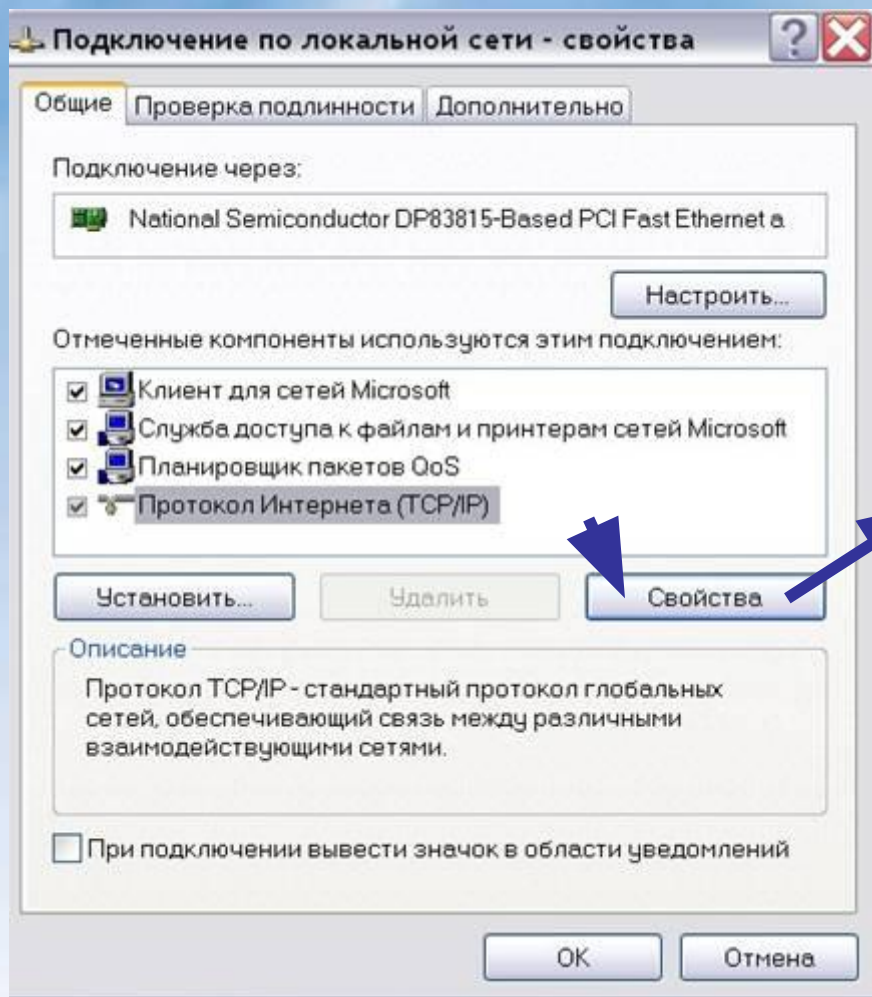 Подключение по локальной сети - свойства
Общие
Проверка подлинности
Дополнительно
Подключение через:
National Semiconductor DP83815-Based PCI Fast Ethernet a
Настроить...
Отмеченные компоненты используются этим подключением:
Клиент для сетей Microsoft
Служба доступа к файлам и принтерам сетей Microsoft
Планировщик пакетов QoS
Протокол Интернета (TCP/IP)
Установить...
Удалить
Свойства
Описание
Протокол TCP/IP - стандартный протокол глобальных
сетей, обеспечивающий связь между различными
взаимодействующими сетями.
При подключении вывести значок в области уведомлений
OK
Отмена